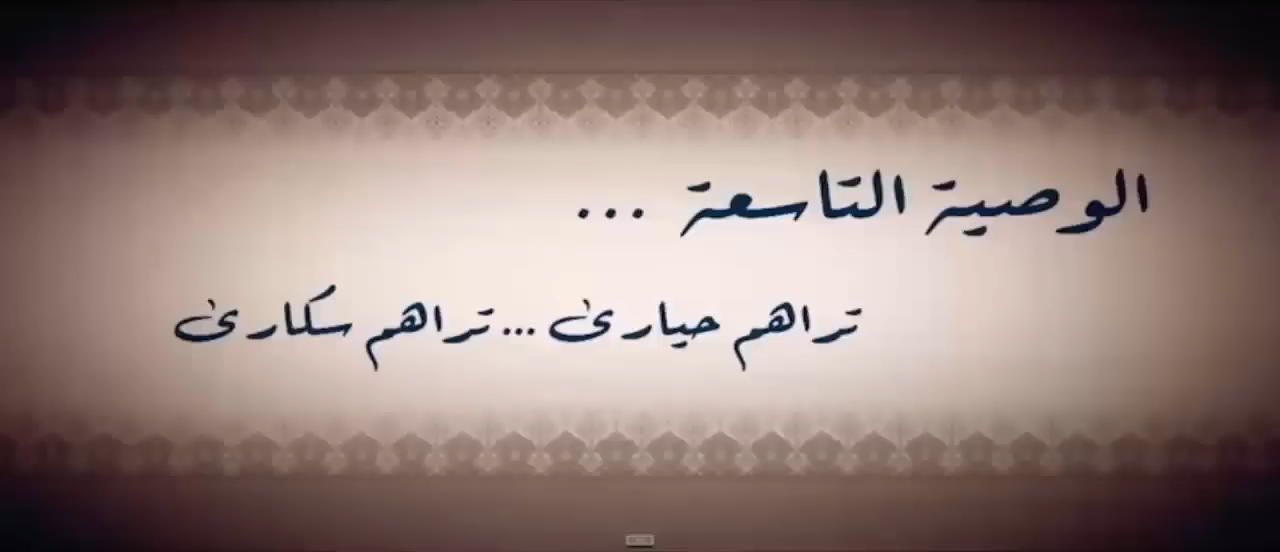 الوصية التاسعة ...
تراهم حيارىٰ ... تراهم سكارىٰ